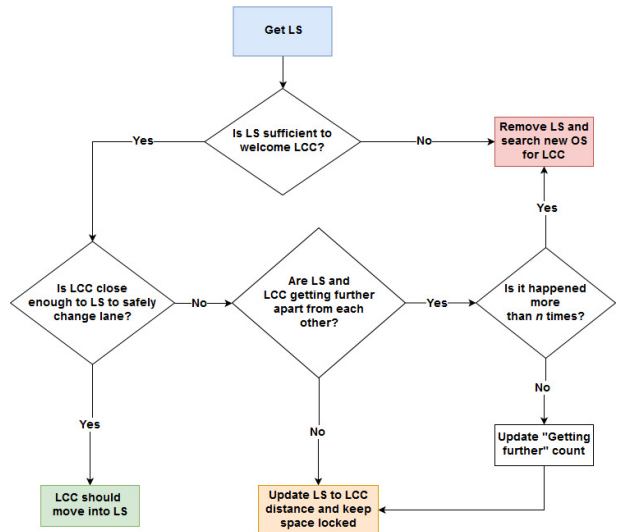 Get LS
Is LS sufficient to
welcome LCC?
Yes
No
Remove LS and
search new OS
for LCC
Yes
Is LCC close
enough to LS to safely
change lane?
No
Are LS and
LCC getting further
apart from each
other?
Yes
Is it happened
more
than n times?
No
Yes
No
Update "Getting
further" count
LCC should
move into LS
Update LS to LCC
distance and keep
space locked